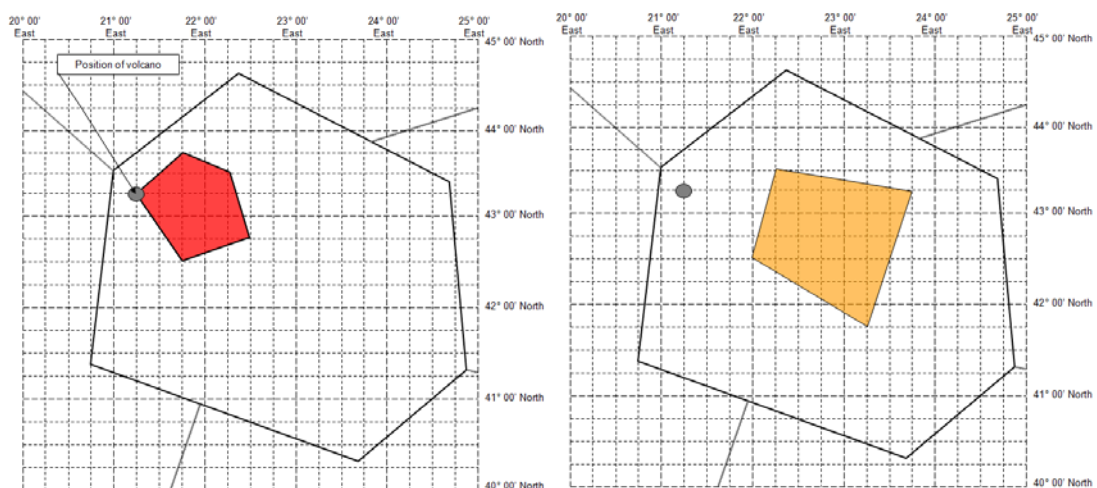 20° 00' 21° 00' 22° 00' 23° 00' 24° 00' 25° 00'
East East East East East East
45° 00' North
Position of volcano
44° 00' North
43° 00' North
42° 00' North
41° 00' North
40° 00' North
20° 00' 21° 00' 22° 00' 23° 00' 24° 00' 25° 00'
East East East East East East
45° 00' North
44° 00' North
43° 00' North
42° 00' North
41° 00' North
40° 00' North